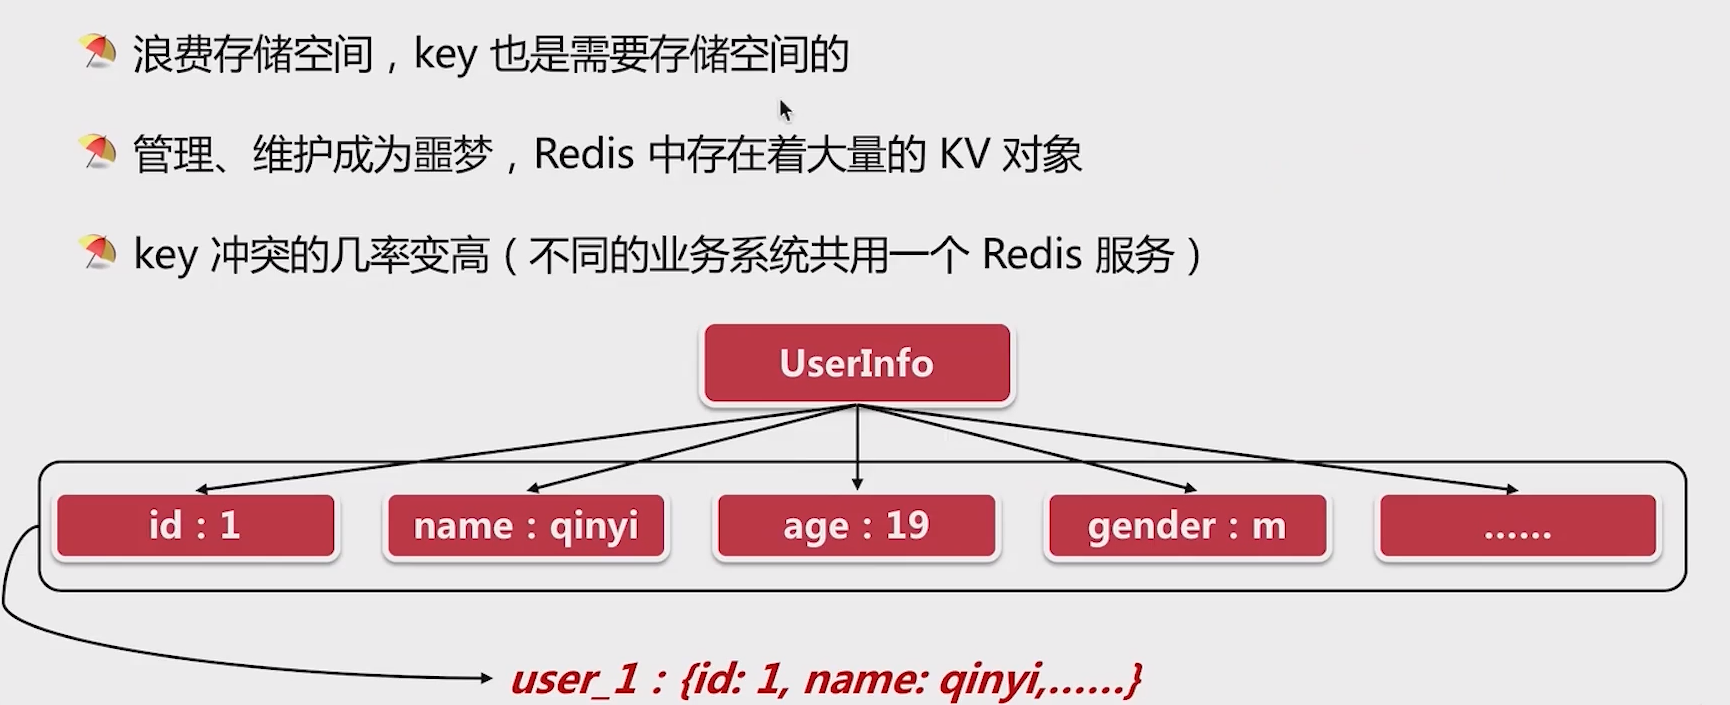 浪费存储空间，key 也是需要存储空间的
管理、维护成为噩梦，Redis 中存在着大量的 KV 对象
key 冲突的几率变高（不同的业务系统共用一个 Redis 服务）
UserInfo
id：1
name：qinyi
age：19
gender：m
……
user_1：{id: 1, name: qinyi,……}